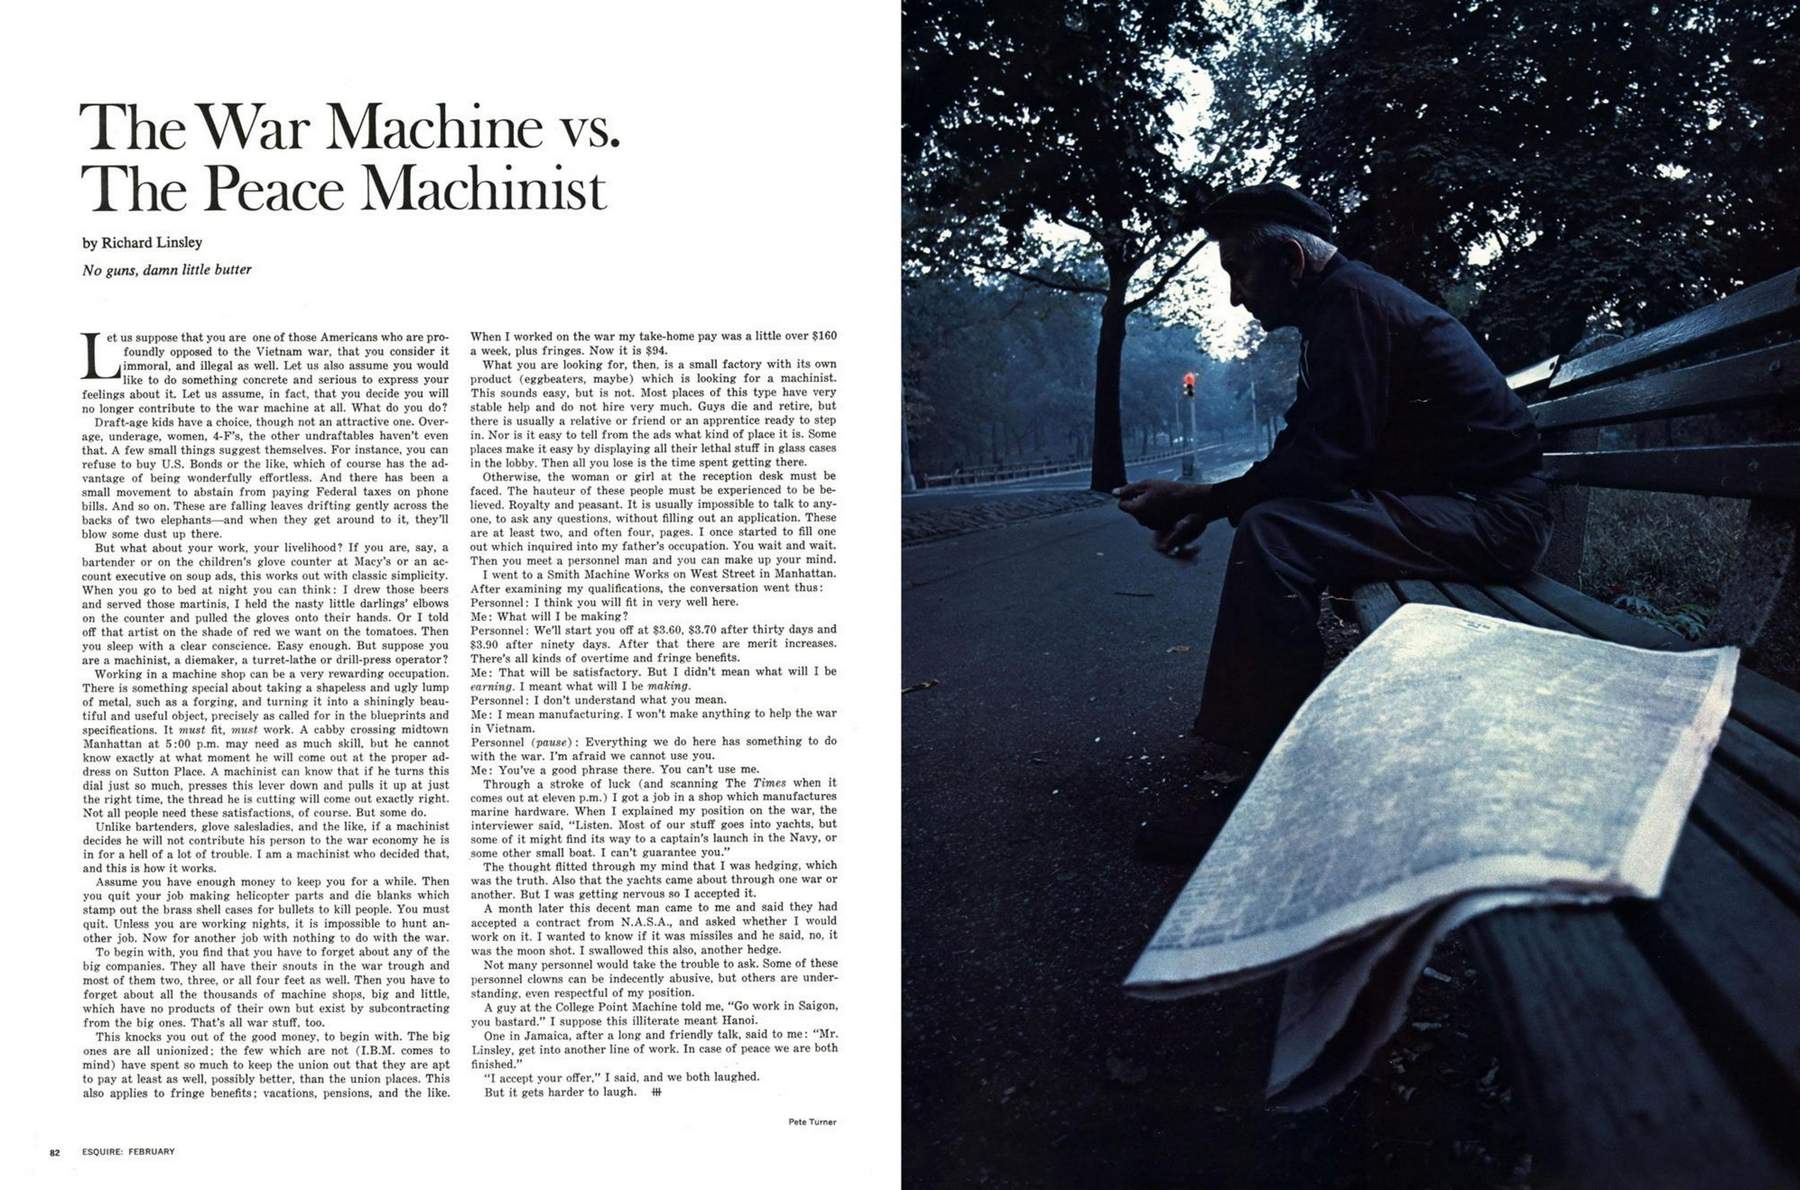 The War Machine vs.
The Peace Machinist
by Richard Linsley
No guns, damn little butter
Let us suppose that you are one of those Americans who are pro-
foundly opposed to the Vietnam war, that you consider it
immoral, and illegal as well. Let us also assume you would
like to do something concrete and serious to express your
feelings about it. Let us assume, in fact, that you decide you will
no longer contribute to the war machine at all. What do you do?
Draft-age kids have a choice, though not an attractive one. Over-
age, underage, women, 4-F's, the other undraftables haven't even
that. A few small things suggest themselves. For instance, you can
refuse to buy U.S. Bonds or the like, which of course has the ad-
vantage of being wonderfully effortless. And there has been a
small movement to abstain from paying Federal taxes on phone
bills. And so on. These are falling leaves drifting gently across the
backs of two elephants—and when they get around to it, they'll
blow some dust up there.
But what about your work, your livelihood? If you are, say, a
bartender or on the children's glove counter at Macy's or an ac-
count executive on soup ads, this works out with classic simplicity.
When you go to bed at night you can think: I drew those beers
and served those martinis, I held the nasty little darlings' elbows
on the counter and pulled the gloves onto their hands. Or I told
off that artist on the shade of red we want on the tomatoes. Then
you sleep with a clear conscience. Easy enough. But suppose you
are a machinist, a diemaker, a turret-lathe or drill-press operator?
Working in a machine shop can be a very rewarding occupation.
There is something special about taking a shapeless and ugly lump
of metal, such as a forging, and turning it into a shiningly beau-
tiful and useful object, precisely as called for in the blueprints and
specifications. It must fit, must work. A cabby crossing midtown
Manhattan at 5:00 p.m. may need as much skill, but he cannot
know exactly at what moment he will come out at the proper ad-
dress on Sutton Place. A machinist can know that if he turns this
dial just so much, presses this lever down and pulls it up at just
the right time, the thread he is cutting will come out exactly right.
Not all people need these satisfactions, of course. But some do.
Unlike bartenders, glove salesladies, and the like, if a machinist
decides he will not contribute his person to the war economy he is
in for a hell of a lot of trouble. I am a machinist who decided that,
and this is how it works.
Assume you have enough money to keep you for a while. Then
you quit your job making helicopter parts and die blanks which
stamp out the brass shell cases for bullets to kill people. You must
quit. Unless you are working nights, it is impossible to hunt an-
other job. Now for another job with nothing to do with the war.
To begin with, you find that you have to forget about any of the
big companies. They all have their snouts in the war trough and
most of them two, three, or all four feet as well. Then you have to
forget about all the thousands of machine shops, big and little,
which have no products of their own but exist by subcontracting
from the big ones. That's all war stuff, too.
This knocks you out of the good money, to begin with. The big
ones are all unionized; the few which are not (I.B.M. comes to
mind) have spent so much to keep the union out that they are apt
to pay at least as well, possibly better, than the union places. This
also applies to fringe benefits; vacations, pensions, and the like.
When I worked on the war my take-home pay was a little over $160
a week, plus fringes. Now it is $94.
What you are looking for, then, is a small factory with its own
product (eggbeaters, maybe) which is looking for a machinist.
This sounds easy, but is not. Most places of this type have very
stable help and do not hire very much. Guys die and retire, but
there is usually a relative or friend or an apprentice ready to step
in. Nor is it easy to tell from the ads what kind of place it is. Some
places make it easy by displaying all their lethal stuff in glass cases
in the lobby. Then all you lose is the time spent getting there.
Otherwise, the woman or girl at the reception desk must be
faced. The hauteur of these people must be experienced to be be-
lieved. Royalty and peasant. It is usually impossible to talk to any-
one, to ask any questions, without filling out an application. These
are at least two, and often four, pages. I once started to fill one
out which inquired into my father's occupation. You wait and wait.
Then you meet a personnel man and you can make up your mind.
I went to a Smith Machine Works on West Street in Manhattan.
After examining my qualifications, the conversation went thus:
Personnel: I think you will fit in very well here.
Me: What will I be making?
Personnel: We'll start you off at $3.60, $3.70 after thirty days and
$3.90 after ninety days. After that there are merit increases.
There's all kinds of overtime and fringe benefits.
Me: That will be satisfactory. But I didn't mean what will I be
earning. I meant what will I be making.
Personnel: I don't understand what you mean.
Me: I mean manufacturing. I won't make anything to help the war
in Vietnam.
Personnel (pause): Everything we do here has something to do
with the war. I'm afraid we cannot use you.
Me: You've a good phrase there. You can't use me.
Through a stroke of luck (and scanning The Times when it
comes out at eleven p.m.) I got a job in a shop which manufactures
marine hardware. When I explained my position on the war, the
interviewer said, "Listen. Most of our stuff goes into yachts, but
some of it might find its way to a captain's launch in the Navy, or
some other small boat. I can't guarantee you."
The thought flitted through my mind that I was hedging, which
was the truth. Also that the yachts came about through one war or
another. But I was getting nervous so I accepted it.
A month later this decent man came to me and said they had
accepted a contract from N.A.S.A., and asked whether I would
work on it. I wanted to know if it was missiles and he said, no, it
was the moon shot. I swallowed this also, another hedge.
Not many personnel would take the trouble to ask. Some of these
personnel clowns can be indecently abusive, but others are under-
standing, even respectful of my position.
A guy at the College Point Machine told me, "Go work in Saigon,
you bastard." I suppose this illiterate meant Hanoi.
One in Jamaica, after a long and friendly talk, said to me: "Mr.
Linsley, get into another line of work. In case of peace we are both
finished."
"I accept your offer," I said, and we both laughed.
But it gets harder to laugh.
Pete Turner
82 ESQUIRE: FEBRUARY